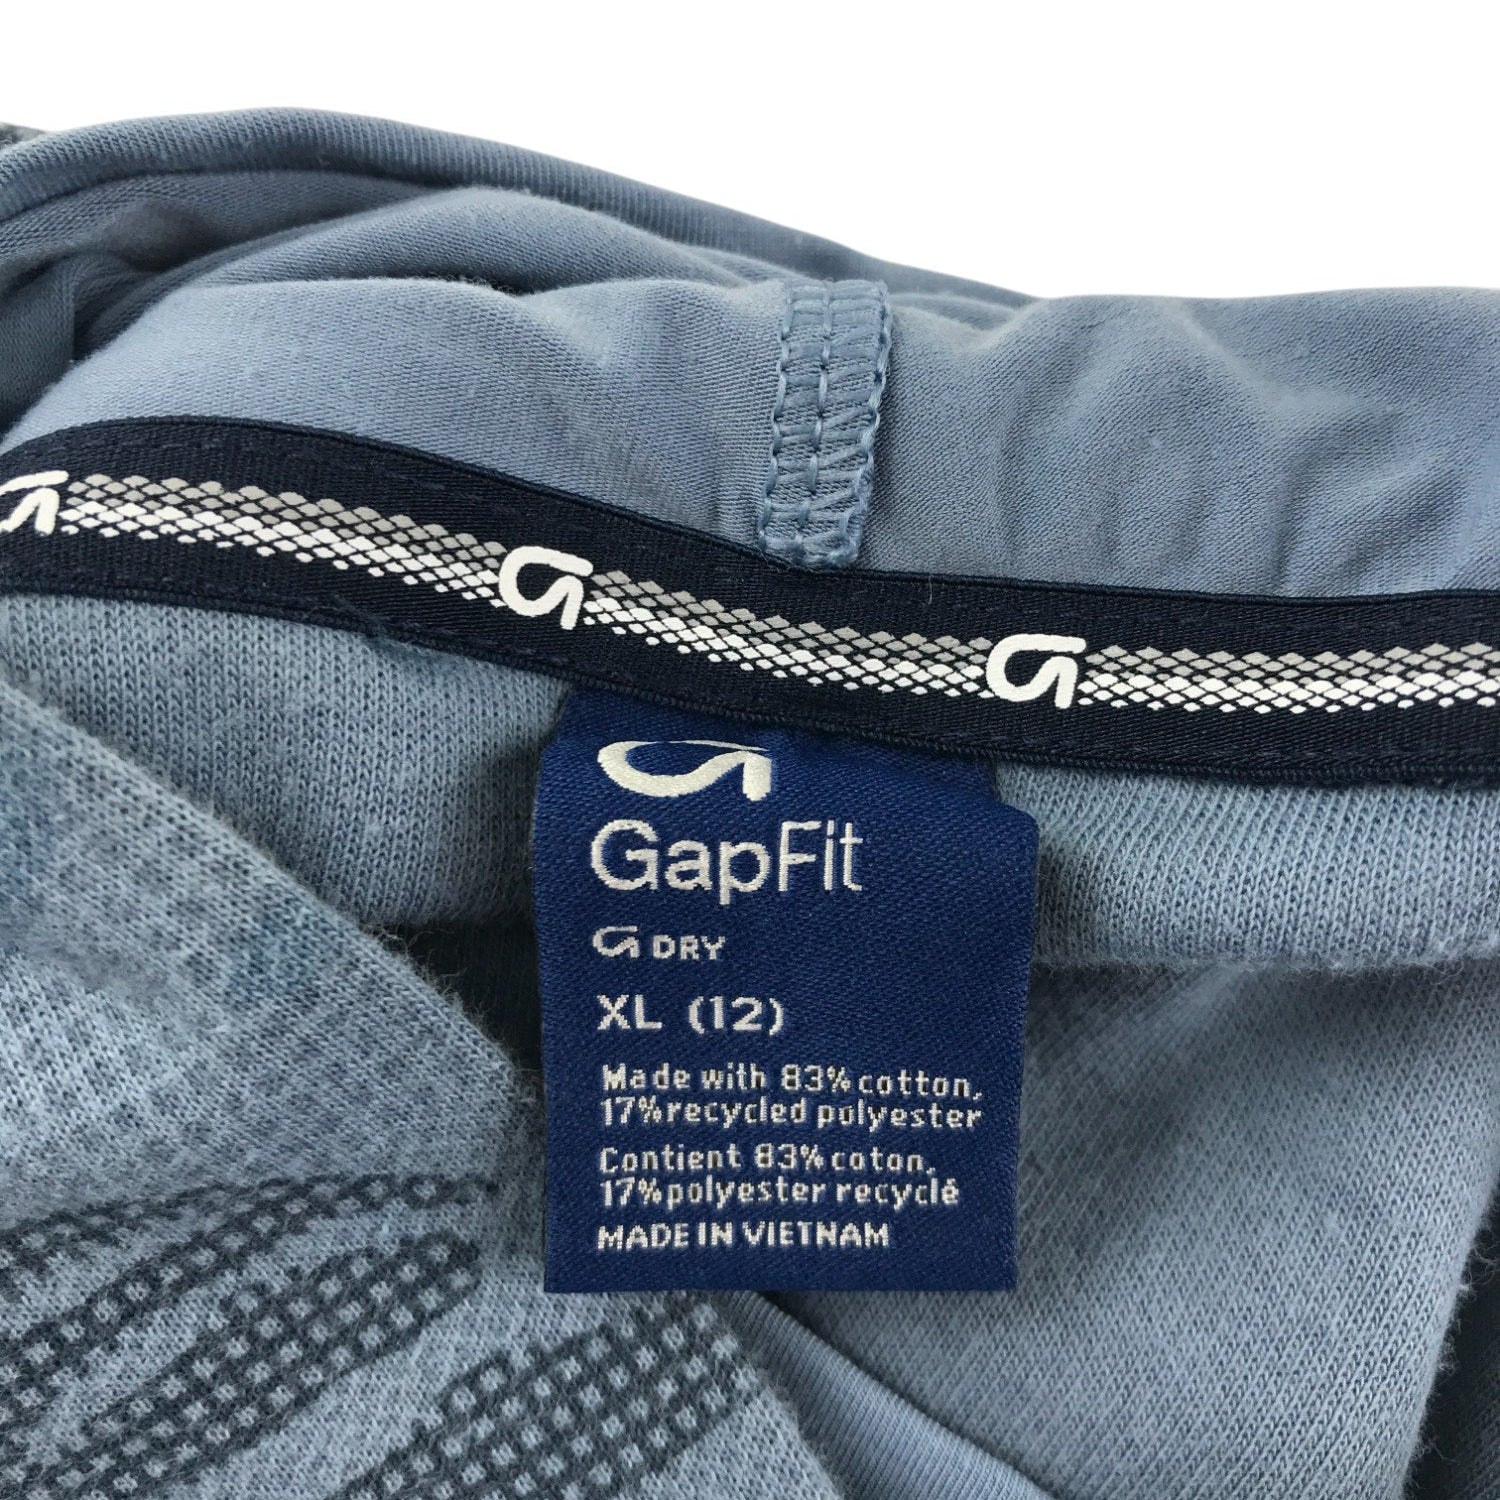 GapFit
DRY
XL (12)
Made with 83% cotton,
17% recycled polyester
Contient 83% coton,
17% polyester recyclé
MADE IN VIETNAM